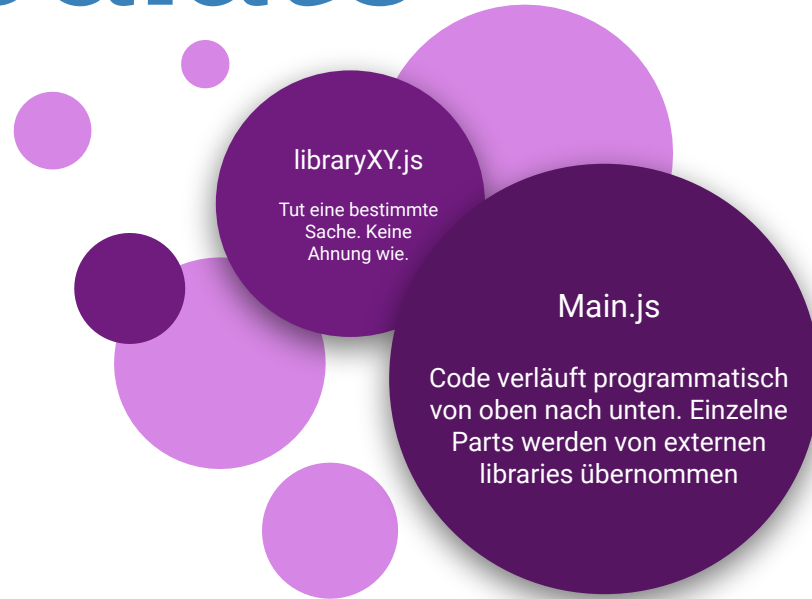 libraryXY.js
Tut eine bestimmte
Sache. Keine
Ahnung wie.
Main.js
Code verläuft programmatisch
von oben nach unten. Einzelne
Parts werden von externen
libraries übernommen